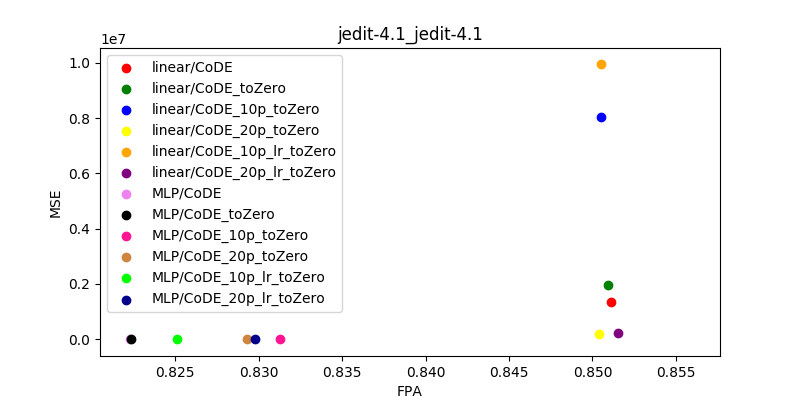 jedit-4.1_jedit-4.1
1e7
1.0
0.8
0.6
0.4
0.2
0.0
MSE
linear/CoDE
linear/CoDE_toZero
linear/CoDE_10p_toZero
linear/CoDE_20p_toZero
linear/CoDE_10p_lr_toZero
linear/CoDE_20p_lr_toZero
MLP/CoDE
MLP/CoDE_toZero
MLP/CoDE_10p_toZero
MLP/CoDE_20p_toZero
MLP/CoDE_10p_lr_toZero
MLP/CoDE_20p_lr_toZero
0.825 0.830 0.835 0.840 0.845 0.850 0.855
FPA